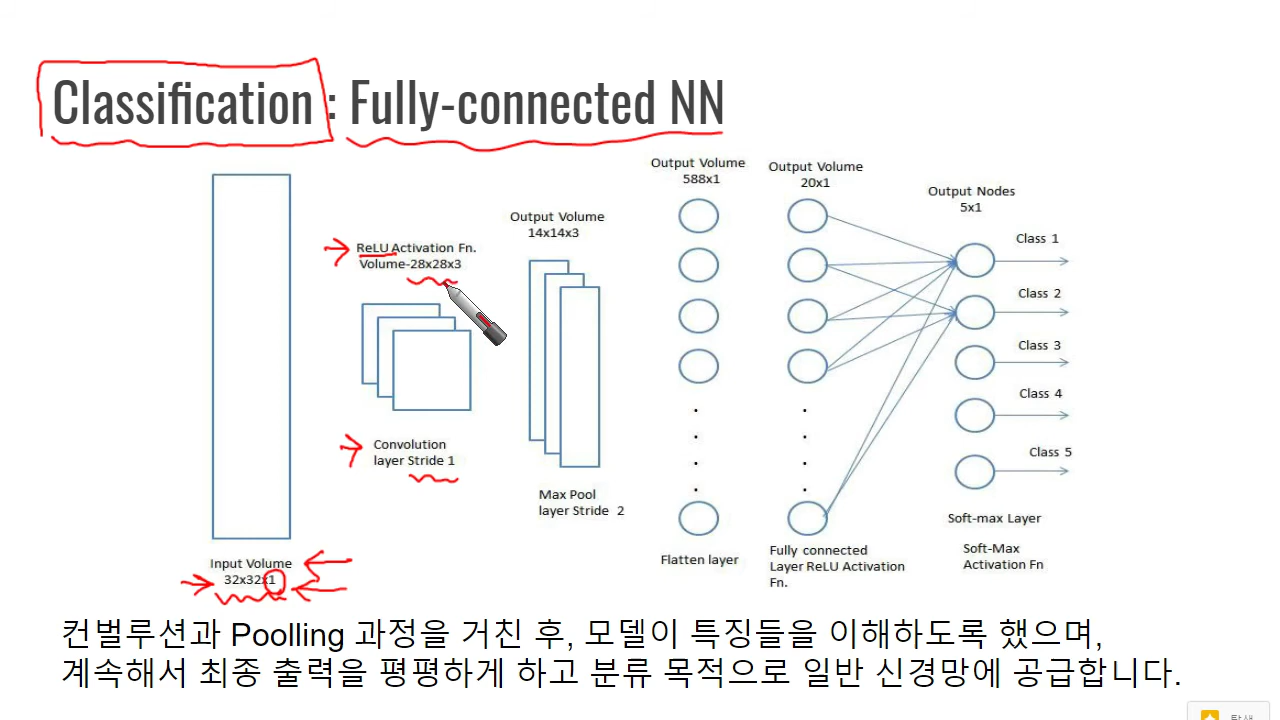 Classification : Fully-connected NN
Output Volume
588x1
Output Volume
20x1
Output Nodes
5x1
Output Volume
14x14x3
ReLU Activation Fn.
Volume-28x28x3
Class 1
Class 2
Class 3
Class 4
Class 5
Convolution
layer Stride 1
Max Pool
layer Stride 2
Input Volume
32x32x1
Flatten layer
Fully connected
Layer ReLU Activation
Fn.
Soft-max Layer
Soft-Max
Activation Fn
컨벌루션과 Poolling 과정을 거친 후, 모델이 특징들을 이해하도록 했으며,
계속해서 최종 출력을 평평하게 하고 분류 목적으로 일반 신경망에 공급합니다.